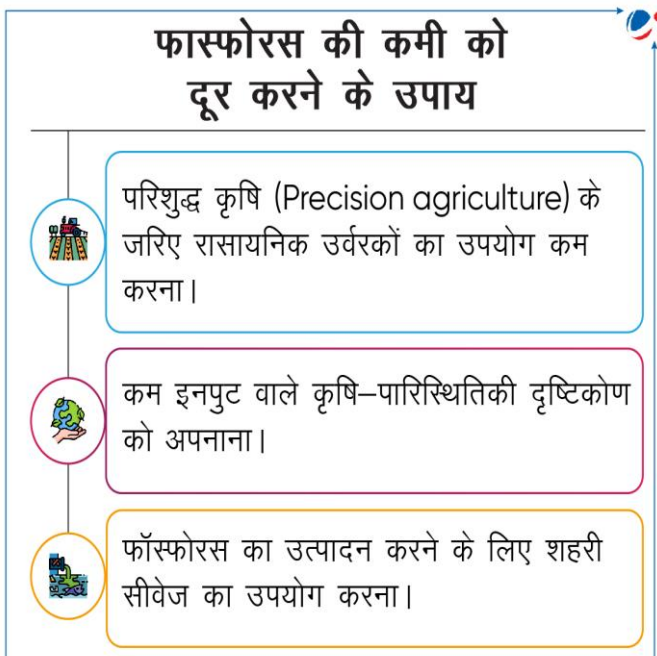 फास्फोरस की कमी को
दूर करने के उपाय
परिशुद्ध कृषि (Precision agriculture) के
जरिए रासायनिक उर्वरकों का उपयोग कम
करना।
कम इनपुट वाले कृषि–पारिस्थितिकी दृष्टिकोण
को अपनाना।
फॉस्फोरस का उत्पादन करने के लिए शहरी
सीवेज का उपयोग करना।